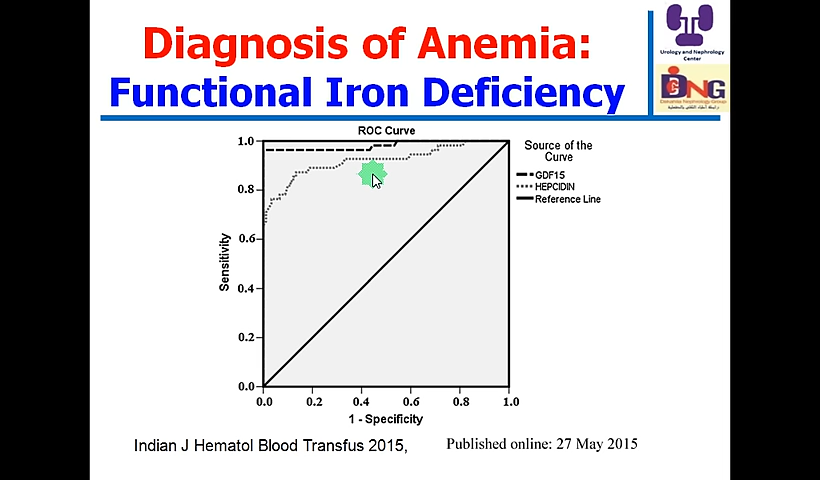 Diagnosis of Anemia:
Functional Iron Deficiency
Urology and Nephrology
Center
DNG
ROC Curve
Source of the
Curve
GDF15
HEPCIDIN
Reference Line
Sensitivity
1.0
0.8
0.6
0.4
0.2
0.0
0.0 0.2 0.4 0.6 0.8 1.0
1 - Specificity
Indian J Hematol Blood Transfus 2015, Published online: 27 May 2015